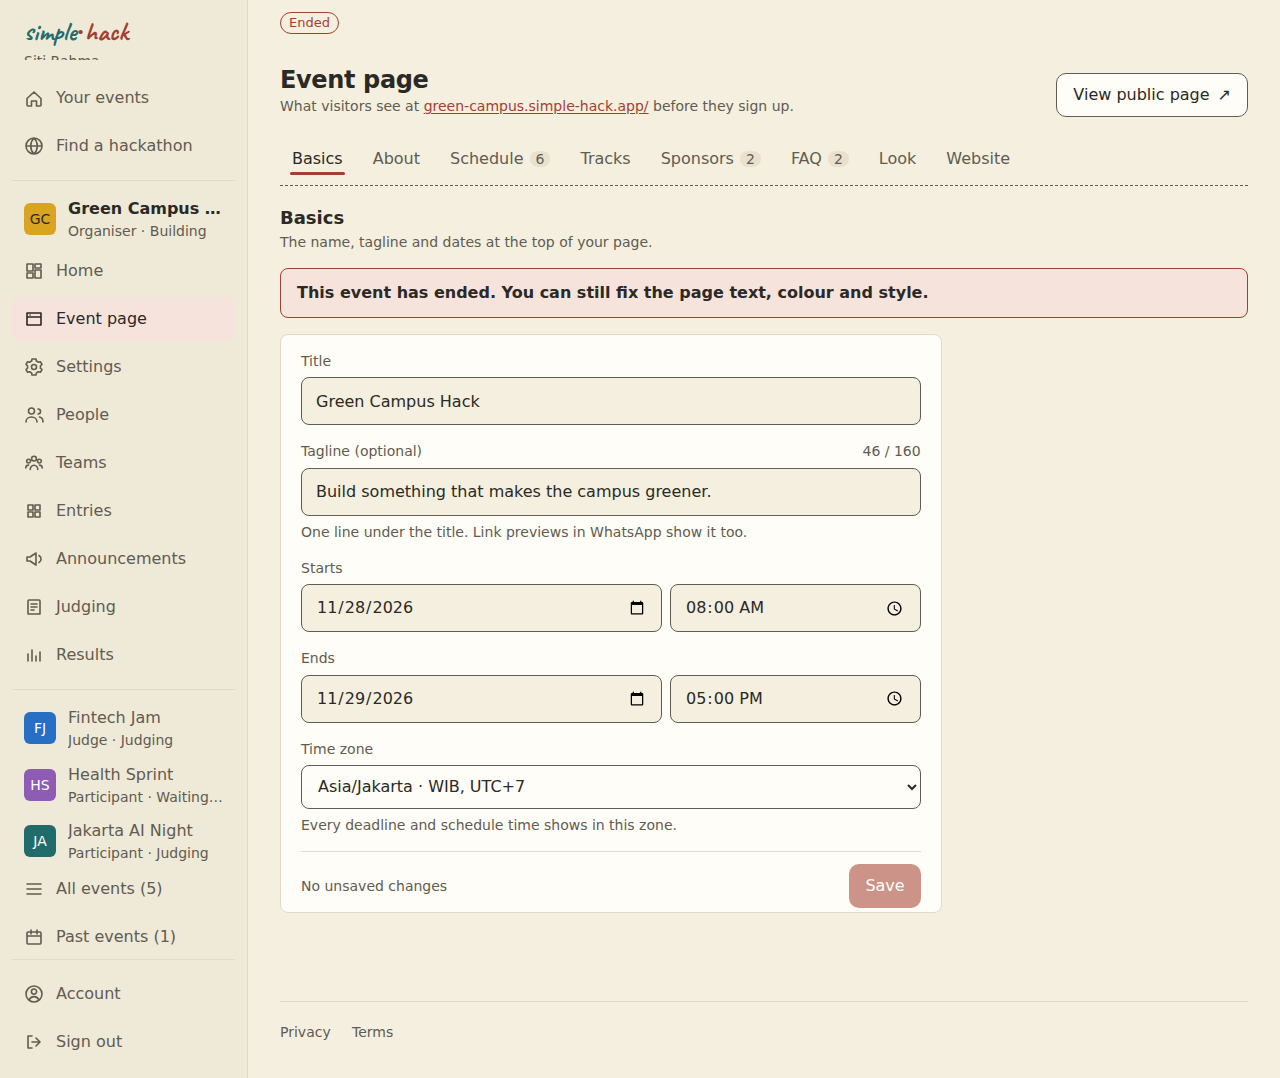 simple·hack
Siti Rahma
Your events
Find a hackathon
GC
Green Campus …
Organiser · Building
Home
Event page
Settings
People
Teams
Entries
Announcements
Judging
Results
FJ
Fintech Jam
Judge · Judging
HS
Health Sprint
Participant · Waiting…
JA
Jakarta AI Night
Participant · Judging
All events (5)
Past events (1)
Account
Sign out
Ended
Event page
What visitors see at green-campus.simple-hack.app/ before they sign up.
View public page ↗
Basics About Schedule 6 Tracks Sponsors 2 FAQ 2 Look Website
Basics
The name, tagline and dates at the top of your page.
This event has ended. You can still fix the page text, colour and style.
Title
Green Campus Hack
Tagline (optional) 46 / 160
Build something that makes the campus greener.
One line under the title. Link previews in WhatsApp show it too.
Starts
11/28/2026 08:00 AM
Ends
11/29/2026 05:00 PM
Time zone
Asia/Jakarta · WIB, UTC+7
Every deadline and schedule time shows in this zone.
No unsaved changes Save
Privacy Terms